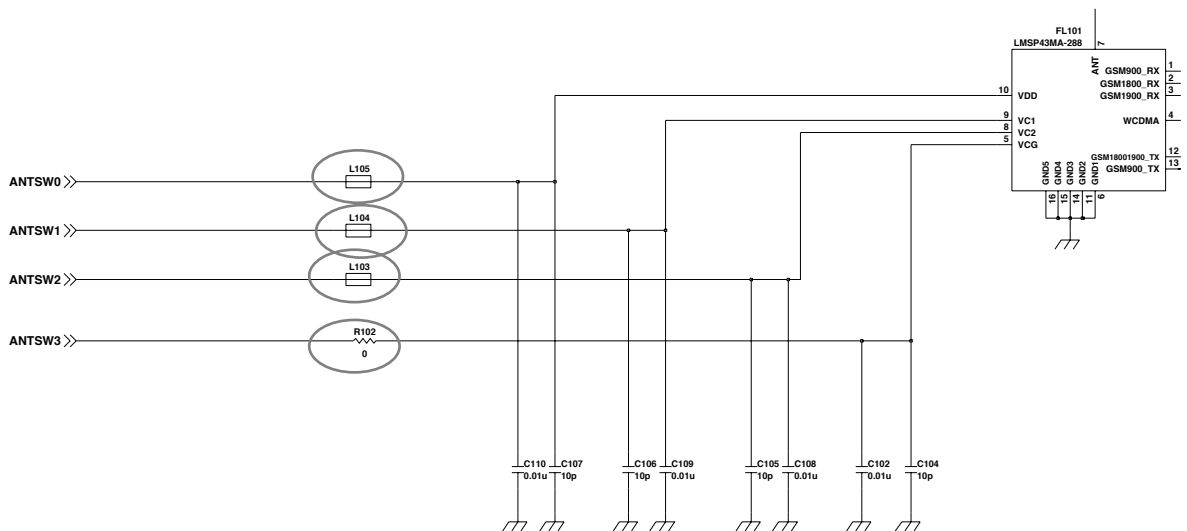 FL101
LMSP43MA-288
7
ANT
GSM900_RX 1
GSM1800_RX 2
GSM1900_RX 3
10 VDD
9 VC1
8 VC2
5 VCG
WCDMA 4
GSM18001900_TX 12
GSM900_TX 13
GND5 GND4 GND3 GND2 GND1
16 15 14 11 6
L105
ANTSW0
L104
ANTSW1
L103
ANTSW2
R102
ANTSW3
0
C110 C107 C106 C109 C105 C108 C102 C104
0.01u 10p 10p 0.01u 10p 0.01u 0.01u 10p